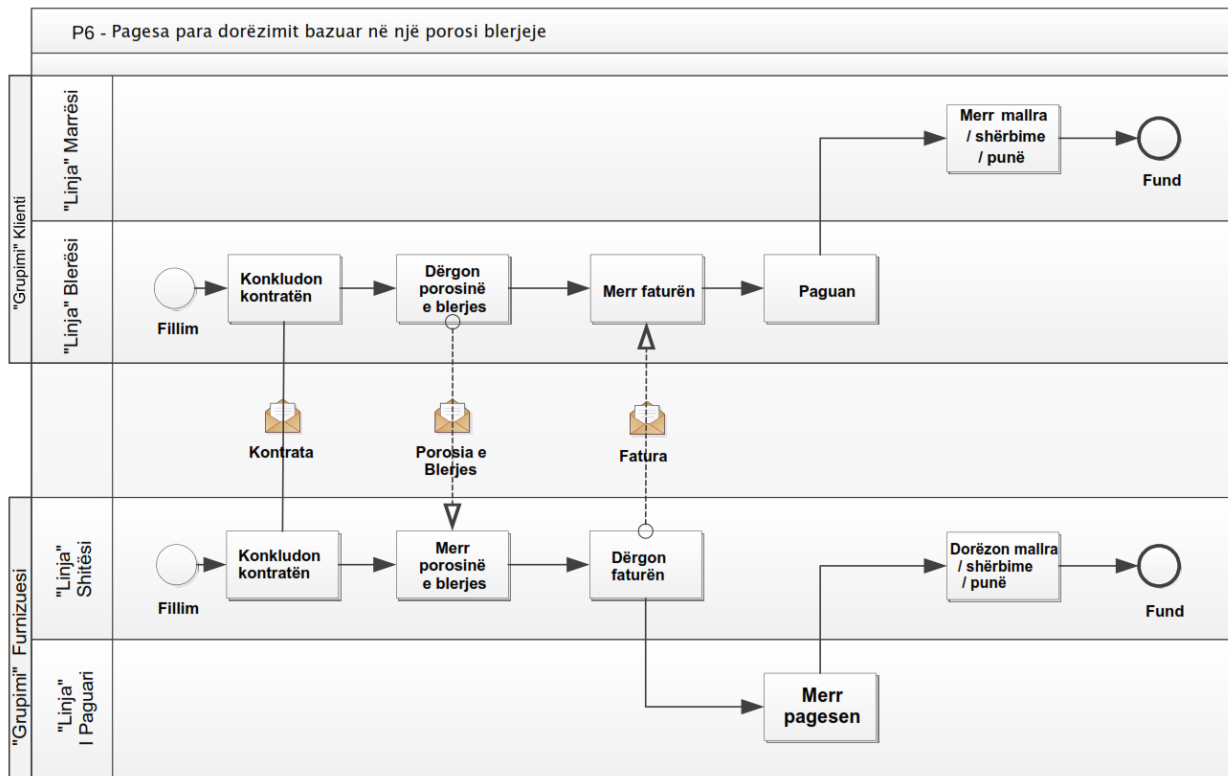 P6 - Pagesa para dorëzimit bazuar në një porosi blerjeje
"Grupimi" Klienti
"Linja" Marrësi
Merr mallra
/ shërbime
/ punë
Fund
"Linja" Blerësi
Fillim
Konkludon
kontratën
Dërgon
porosinë
e blerjes
Merr faturën
Paguan
Kontrata
Porosia e
Blerjes
Fatura
"Grupimi" Furnizuesi
"Linja"
Shitësi
Fillim
Konkludon
kontratën
Merr
porosinë
e blerjes
Dërgon
faturën
Dorëzon mallra
/ shërbime
/ punë
Fund
"Linja"
I Paguari
Merr
pagesen